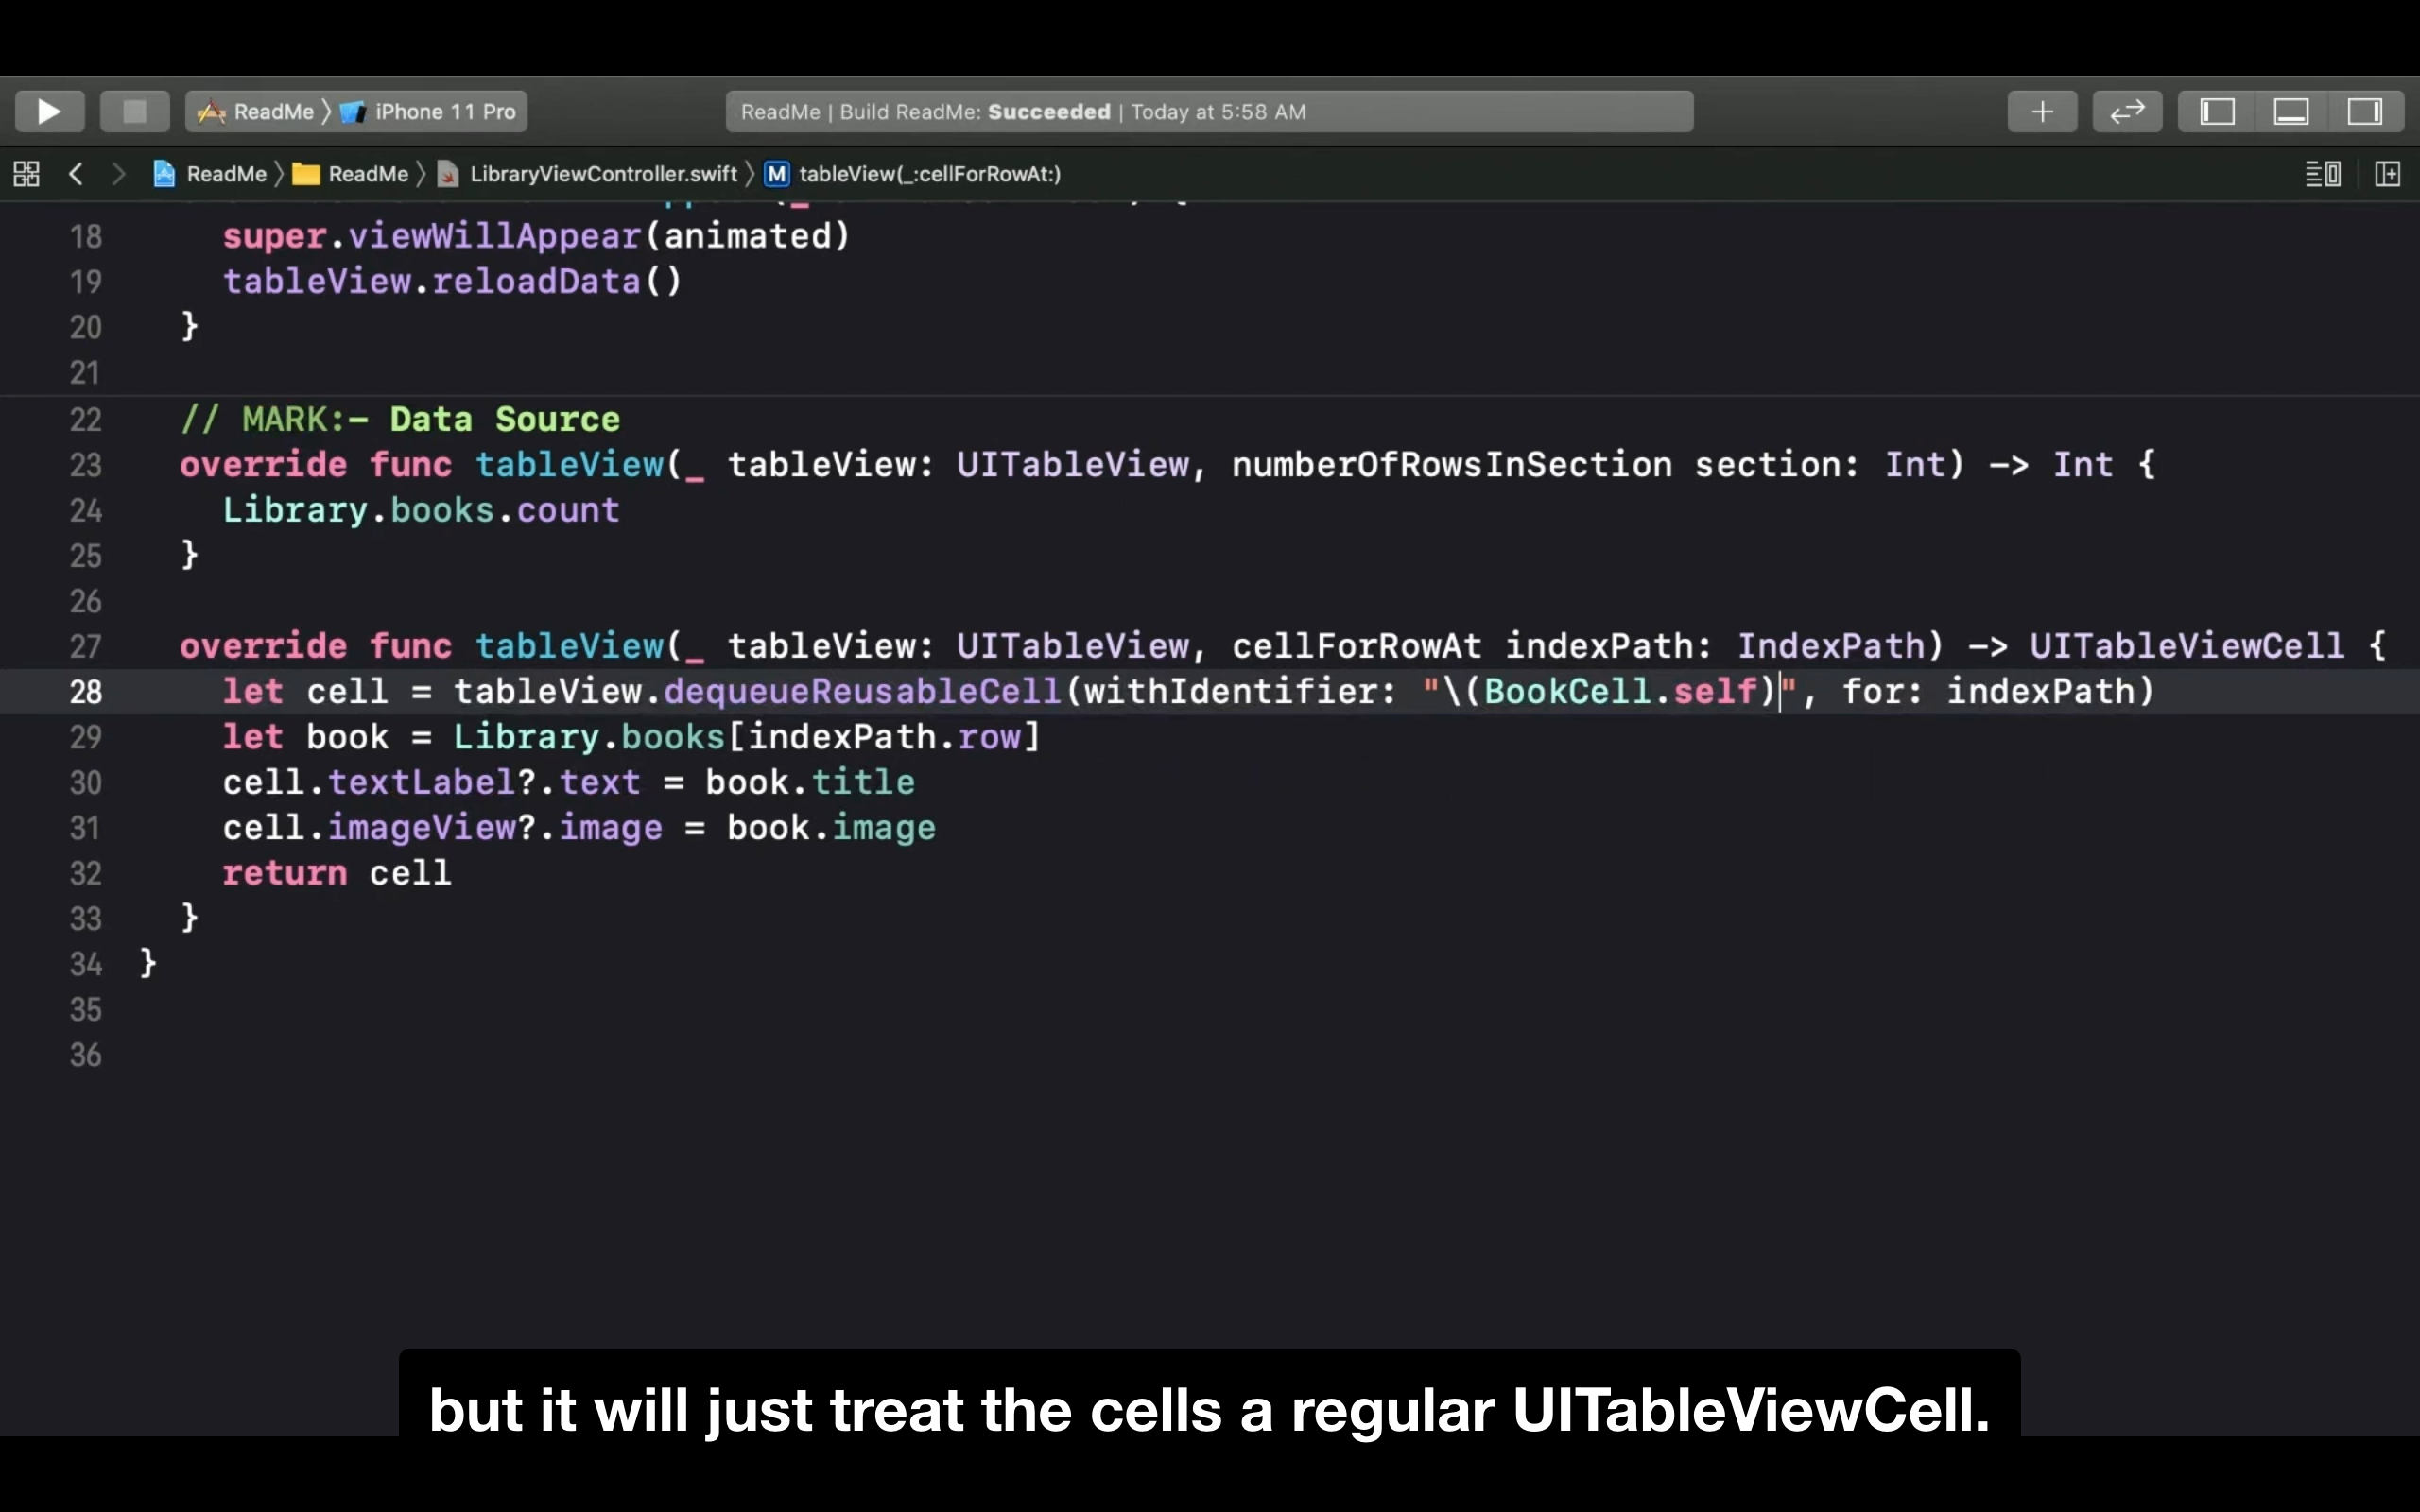 ReadMe 〉 iPhone 11 Pro
ReadMe | Build ReadMe: Succeeded | Today at 5:58 AM
ReadMe 〉 ReadMe 〉 LibraryViewController.swift 〉 M tableView(_:cellForRowAt:)
18 super.viewWillAppear(animated)
19 tableView.reloadData()
20 }
21
22 // MARK:- Data Source
23 override func tableView(_ tableView: UITableView, numberOfRowsInSection section: Int) -> Int {
24 Library.books.count
25 }
26
27 override func tableView(_ tableView: UITableView, cellForRowAt indexPath: IndexPath) -> UITableViewCell {
28 let cell = tableView.dequeueReusableCell(withIdentifier: "\(BookCell.self)", for: indexPath)
29 let book = Library.books[indexPath.row]
30 cell.textLabel?.text = book.title
31 cell.imageView?.image = book.image
32 return cell
33 }
34 }
35
36
but it will just treat the cells a regular UITableViewCell.